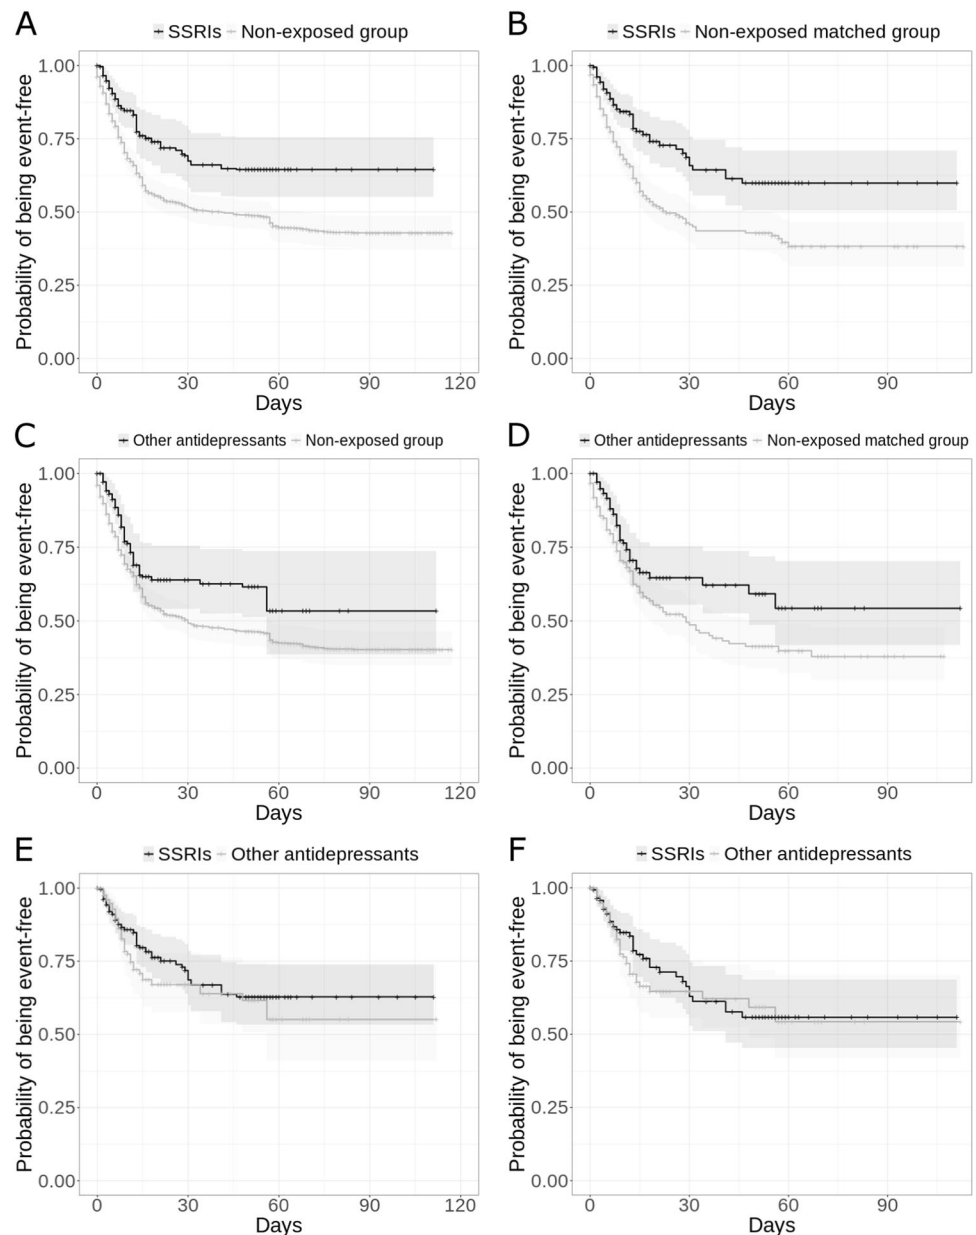 A
SSRIs Non-exposed group
Probability of being event-free
1.00
0.75
0.50
0.25
0.00
0 30 60 90 120
Days
B
SSRIs Non-exposed matched group
Probability of being event-free
1.00
0.75
0.50
0.25
0.00
0 30 60 90
Days
C
Other antidepressants Non-exposed group
Probability of being event-free
1.00
0.75
0.50
0.25
0.00
0 30 60 90 120
Days
D
Other antidepressants Non-exposed matched group
Probability of being event-free
1.00
0.75
0.50
0.25
0.00
0 30 60 90
Days
E
SSRIs Other antidepressants
Probability of being event-free
1.00
0.75
0.50
0.25
0.00
0 30 60 90 120
Days
F
SSRIs Other antidepressants
Probability of being event-free
1.00
0.75
0.50
0.25
0.00
0 30 60 90
Days